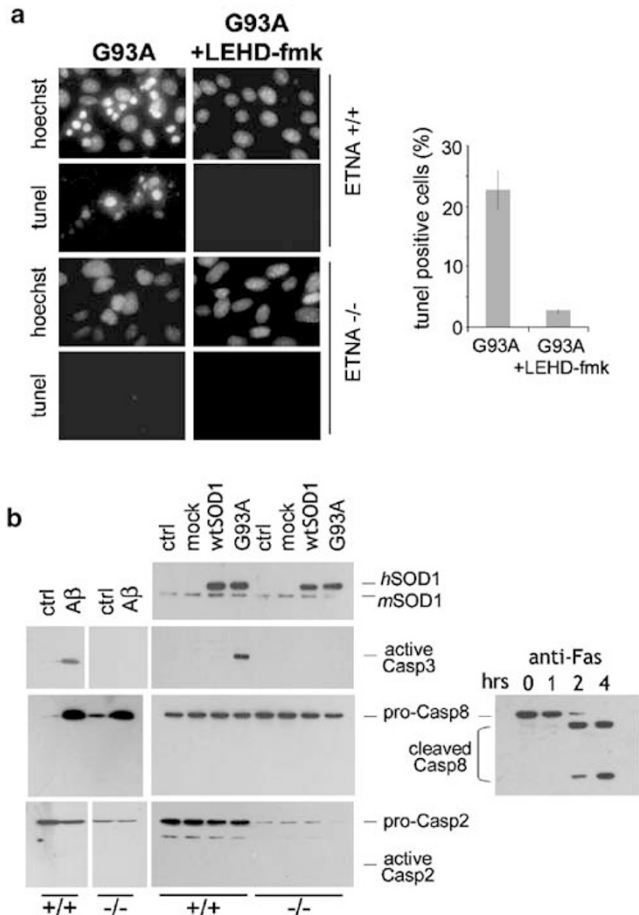 a
G93A
G93A
+LEHD-fmk
hoechst
tunel
ETNA +/+
hoechst
tunel
ETNA -/-
tunel positive cells (%)
30
20
10
0
G93A
G93A
+LEHD-fmk
b
ctrl
Aβ
ctrl
Aβ
ctrl
mock
wtSOD1
G93A
ctrl
mock
wtSOD1
G93A
hSOD1
mSOD1
active
Casp3
pro-Casp8
pro-Casp2
active
Casp2
anti-Fas
hrs 0 1 2 4
cleaved
Casp8
+/+
-/-
+/+
-/-